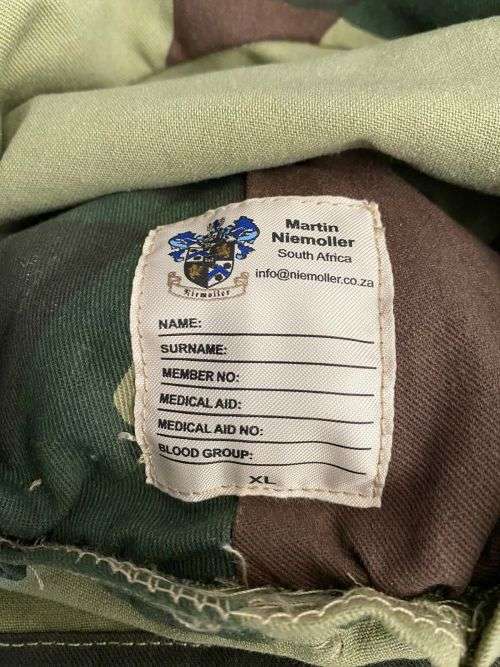 Martin
Niemoller
South Africa
info@niemoller.co.za
Niemoller
NAME:
SURNAME:
MEMBER NO:
MEDICAL AID:
MEDICAL AID NO:
BLOOD GROUP:
XL